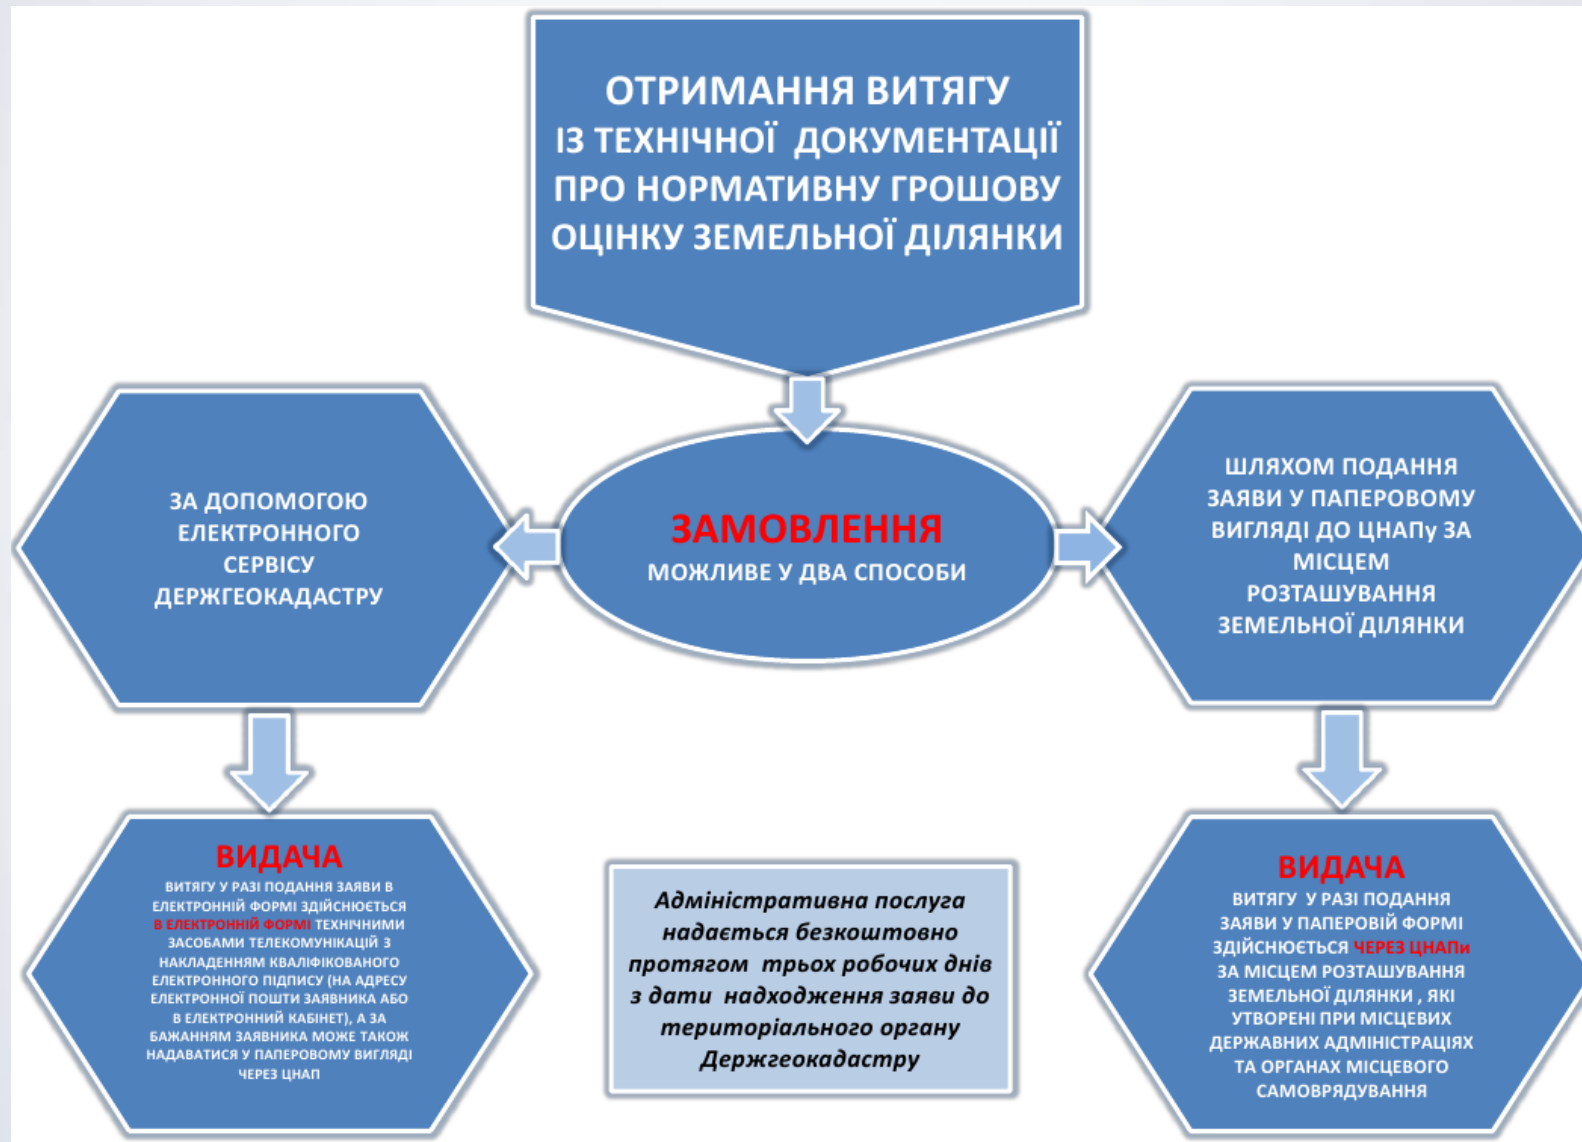 ОТРИМАННЯ ВИТЯГУ
ІЗ ТЕХНІЧНОЇ ДОКУМЕНТАЦІЇ
ПРО НОРМАТИВНУ ГРОШОВУ
ОЦІНКУ ЗЕМЕЛЬНОЇ ДІЛЯНКИ
ЗА ДОПОМОГОЮ
ЕЛЕКТРОННОГО
СЕРВІСУ
ДЕРЖГЕОКАДАСТРУ
ЗАМОВЛЕННЯ
МОЖЛИВЕ У ДВА СПОСОБИ
ШЛЯХОМ ПОДАННЯ
ЗАЯВИ У ПАПЕРОВОМУ
ВИГЛЯДІ ДО ЦНАПу ЗА
МІСЦЕМ
РОЗТАШУВАННЯ
ЗЕМЕЛЬНОЇ ДІЛЯНКИ
ВИДАЧА
ВИТЯГУ У РАЗІ ПОДАННЯ ЗАЯВИ В
ЕЛЕКТРОННІЙ ФОРМІ ЗДІЙСНЮЄТЬСЯ
В ЕЛЕКТРОННІЙ ФОРМІ ТЕХНІЧНИМИ
ЗАСОБАМИ ТЕЛЕКОМУНІКАЦІЙ З
НАКЛАДЕННЯМ КВАЛІФІКОВАНОГО
ЕЛЕКТРОННОГО ПІДПИСУ (НА АДРЕСУ
ЕЛЕКТРОННОЇ ПОШТИ ЗАЯВНИКА АБО
В ЕЛЕКТРОННИЙ КАБІНЕТ), А ЗА
БАЖАННЯМ ЗАЯВНИКА МОЖЕ ТАКОЖ
НАДАВАТИСЯ У ПАПЕРОВОМУ ВИГЛЯДІ
ЧЕРЕЗ ЦНАП
Адміністративна послуга
надається безкоштовно
протягом трьох робочих днів
з дати надходження заяви до
територіального органу
Держгеокадастру
ВИДАЧА
ВИТЯГУ У РАЗІ ПОДАННЯ
ЗАЯВИ У ПАПЕРОВІЙ ФОРМІ
ЗДІЙСНЮЄТЬСЯ ЧЕРЕЗ ЦНАПи
ЗА МІСЦЕМ РОЗТАШУВАННЯ
ЗЕМЕЛЬНОЇ ДІЛЯНКИ , ЯКІ
УТВОРЕНІ ПРИ МІСЦЕВИХ
ДЕРЖАВНИХ АДМІНІСТРАЦІЯХ
ТА ОРГАНАХ МІСЦЕВОГО
САМОВРЯДУВАННЯ